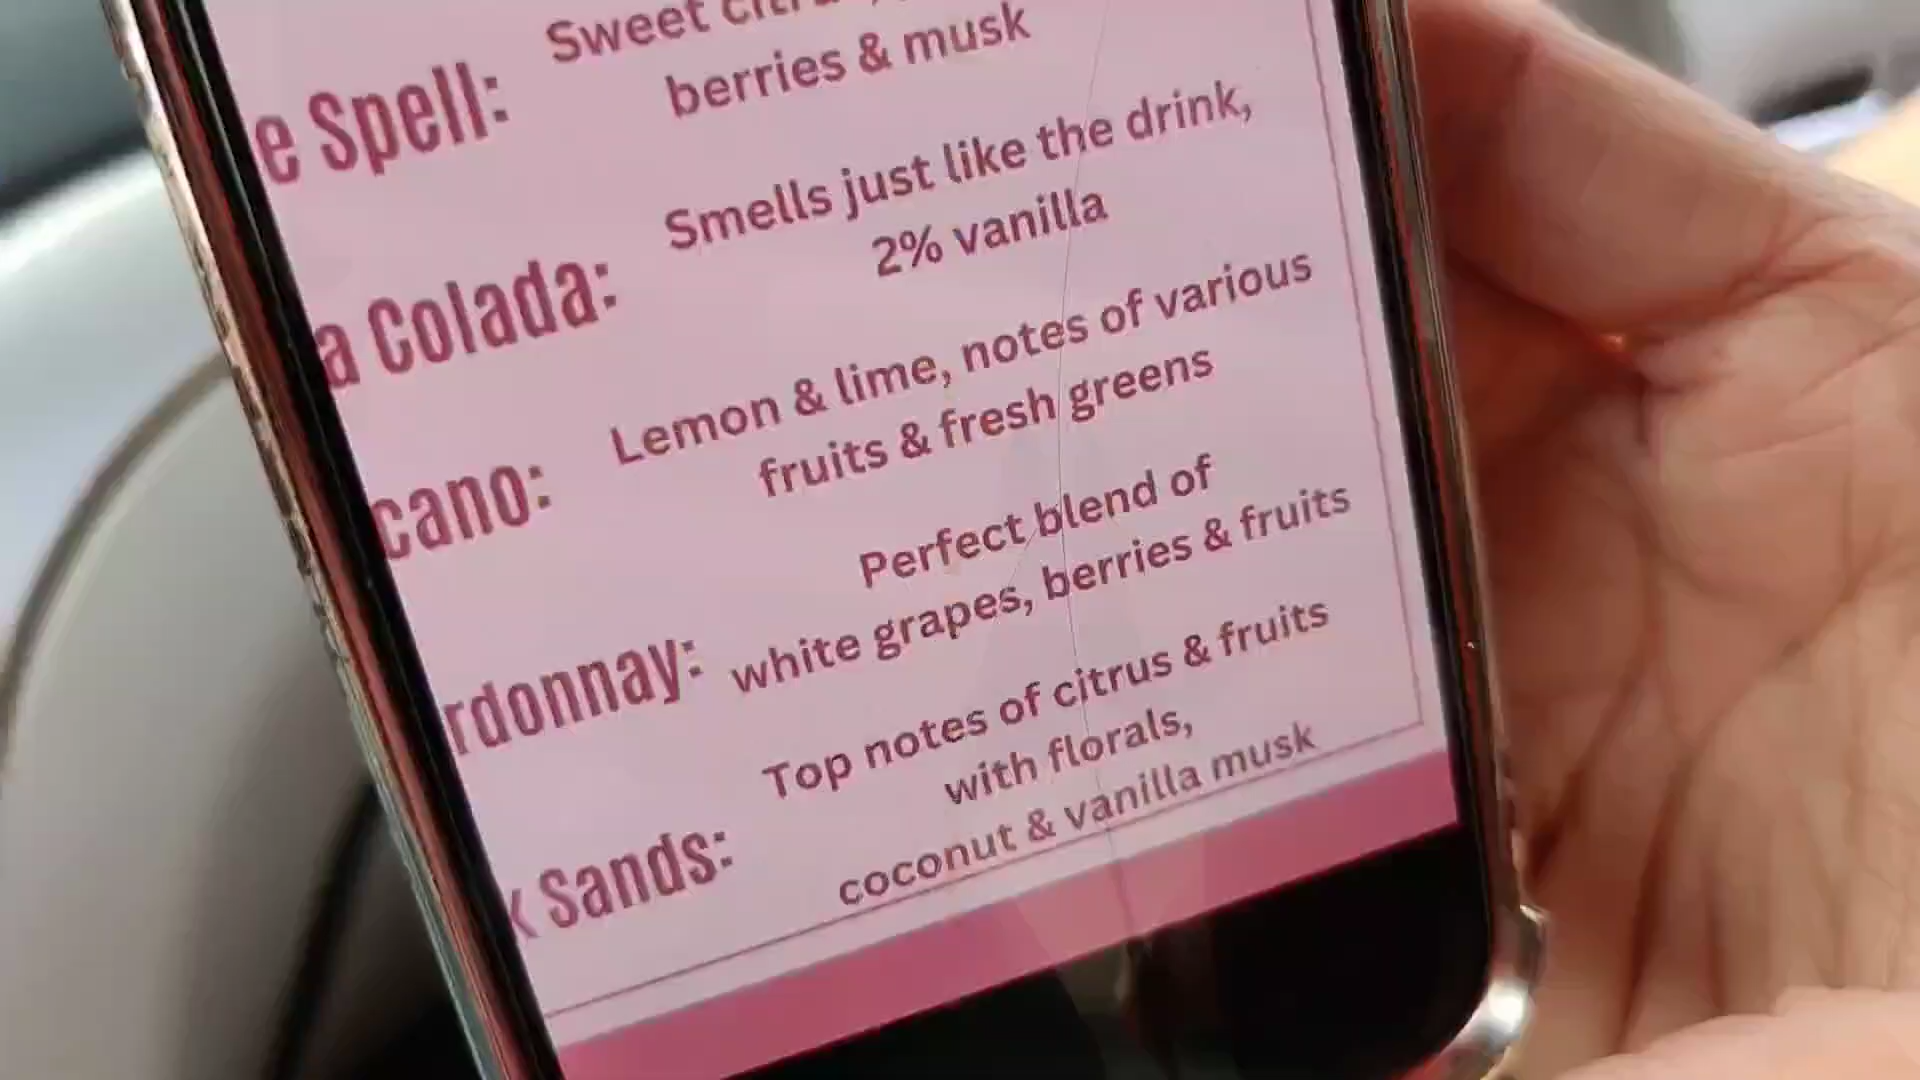 Sweet
berries & musk
e Spell:
Smells just like the drink,
2% vanilla
a Colada:
Lemon & lime, notes of various
fruits & fresh greens
cano:
Perfect blend of
white grapes, berries & fruits
rdonnay:
Top notes of citrus & fruits
with florals,
coconut & vanilla musk
k Sands: